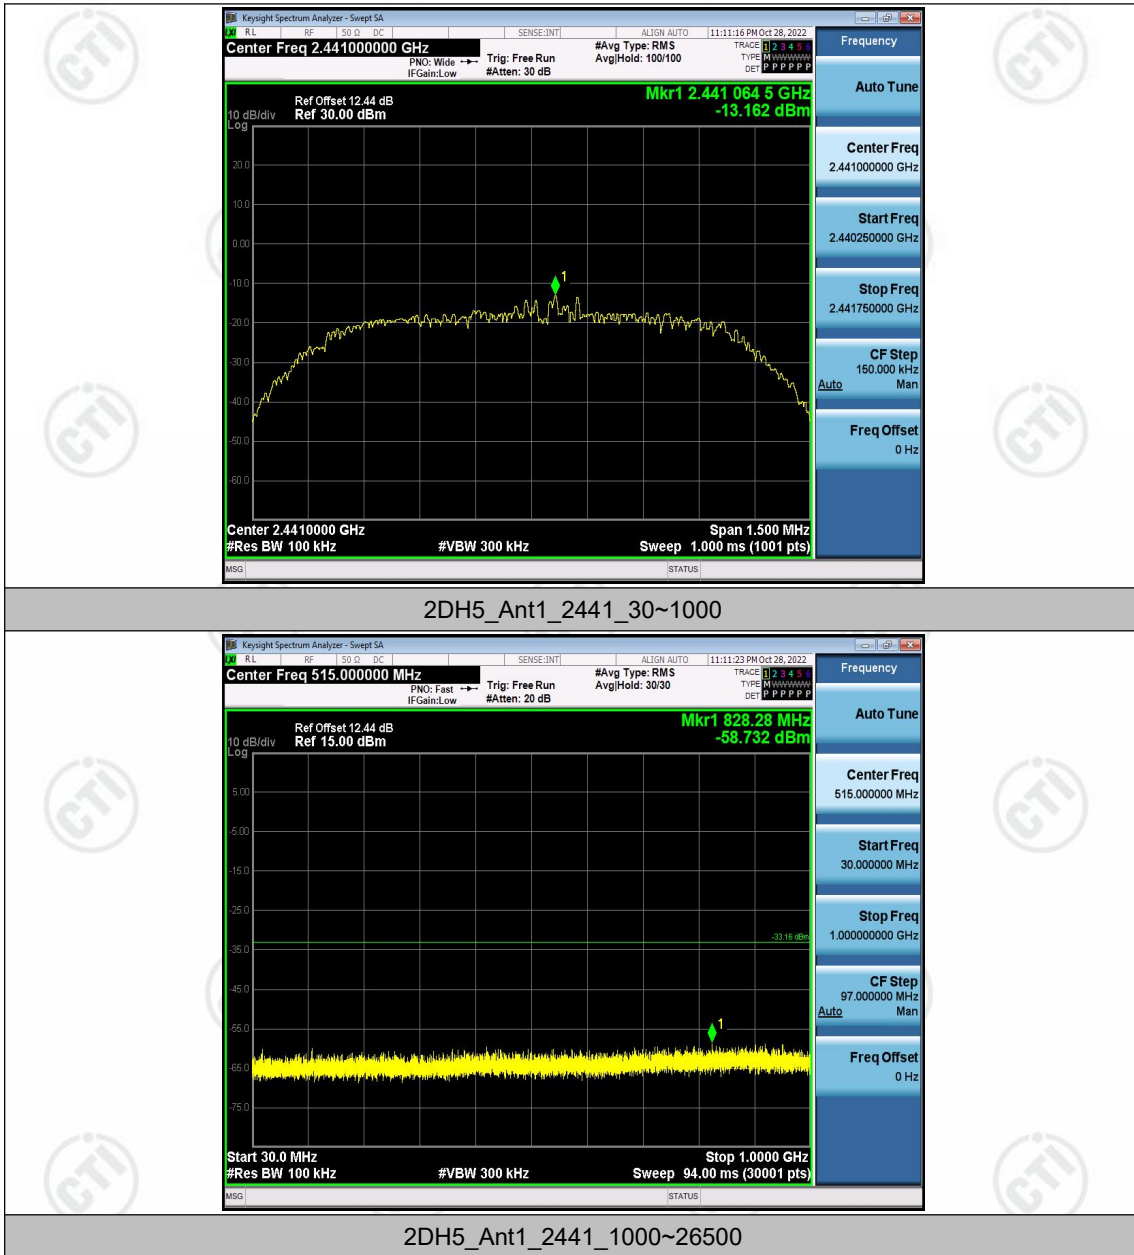 Keysight Spectrum Analyzer - Swept SA
LXI RL RF 50 Ω DC SENSE:INT ALIGN AUTO 11:11:16 PM Oct 28, 2022
Center Freq 2.441000000 GHz
PNO: Wide
IFGain:Low
Trig: Free Run
#Atten: 30 dB
#Avg Type: RMS
Avg|Hold: 100/100
TRACE 1 2 3 4 5 6
TYPE M W W W W W
DET P P P P P P
Frequency
Mkr1 2.441 064 5 GHz
-13.162 dBm
Ref Offset 12.44 dB
10 dB/div Ref 30.00 dBm
Log
20.0
10.0
0.00
-10.0
-20.0
-30.0
-40.0
-50.0
-60.0
1
Center 2.4410000 GHz
Span 1.500 MHz
#Res BW 100 kHz
#VBW 300 kHz
Sweep 1.000 ms (1001 pts)
MSG
STATUS
Auto Tune
Center Freq
2.441000000 GHz
Start Freq
2.440250000 GHz
Stop Freq
2.441750000 GHz
CF Step
150.000 kHz
Auto Man
Freq Offset
0 Hz
2DH5_Ant1_2441_30~1000
Keysight Spectrum Analyzer - Swept SA
LXI RL RF 50 Ω DC SENSE:INT ALIGN AUTO 11:11:23 PM Oct 28, 2022
Center Freq 515.000000 MHz
PNO: Fast
IFGain:Low
Trig: Free Run
#Atten: 20 dB
#Avg Type: RMS
Avg|Hold: 30/30
TRACE 1 2 3 4 5 6
TYPE M W W W W W
DET P P P P P P
Frequency
Mkr1 828.28 MHz
-58.732 dBm
Ref Offset 12.44 dB
10 dB/div Ref 15.00 dBm
Log
5.00
-5.00
-15.0
-25.0
-35.0
-45.0
-55.0
-65.0
-75.0
-33.16 dBm
1
Start 30.0 MHz
Stop 1.0000 GHz
#Res BW 100 kHz
#VBW 300 kHz
Sweep 94.00 ms (30001 pts)
MSG
STATUS
Auto Tune
Center Freq
515.000000 MHz
Start Freq
30.000000 MHz
Stop Freq
1.000000000 GHz
CF Step
97.000000 MHz
Auto Man
Freq Offset
0 Hz
2DH5_Ant1_2441_1000~26500
CTI
CTI
CTI
CTI
CTI
CTI
CTI
CTI